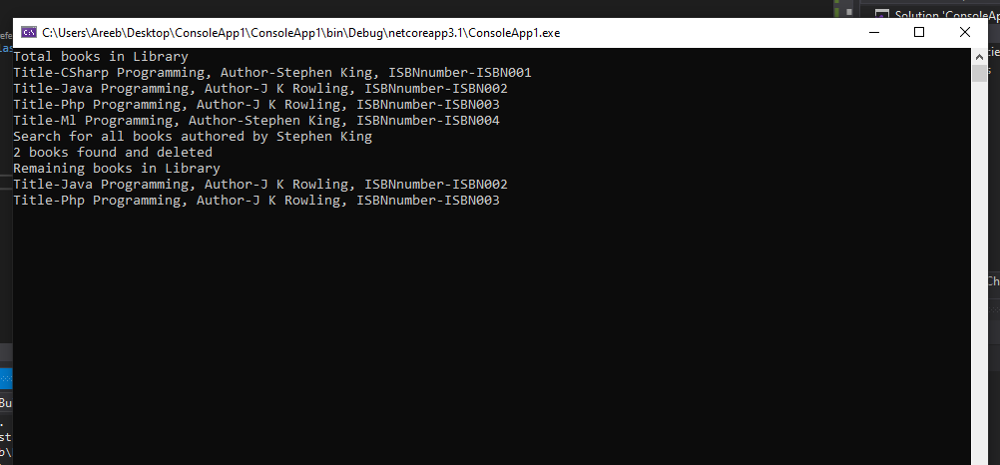 Solution 'ConsoleAp
C:\Users\Areeb\Desktop\ConsoleApp1\ConsoleApp1\bin\Debug\netcoreapp3.1\ConsoleApp1.exe
Total books in Library
Title-CSharp Programming, Author-Stephen King, ISBNnumber-ISBN001
Title-Java Programming, Author-J K Rowling, ISBNnumber-ISBN002
Title-Php Programming, Author-J K Rowling, ISBNnumber-ISBN003
Title-Ml Programming, Author-Stephen King, ISBNnumber-ISBN004
Search for all books authored by Stephen King
2 books found and deleted
Remaining books in Library
Title-Java Programming, Author-J K Rowling, ISBNnumber-ISBN002
Title-Php Programming, Author-J K Rowling, ISBNnumber-ISBN003
Ch
Bu
st
o\